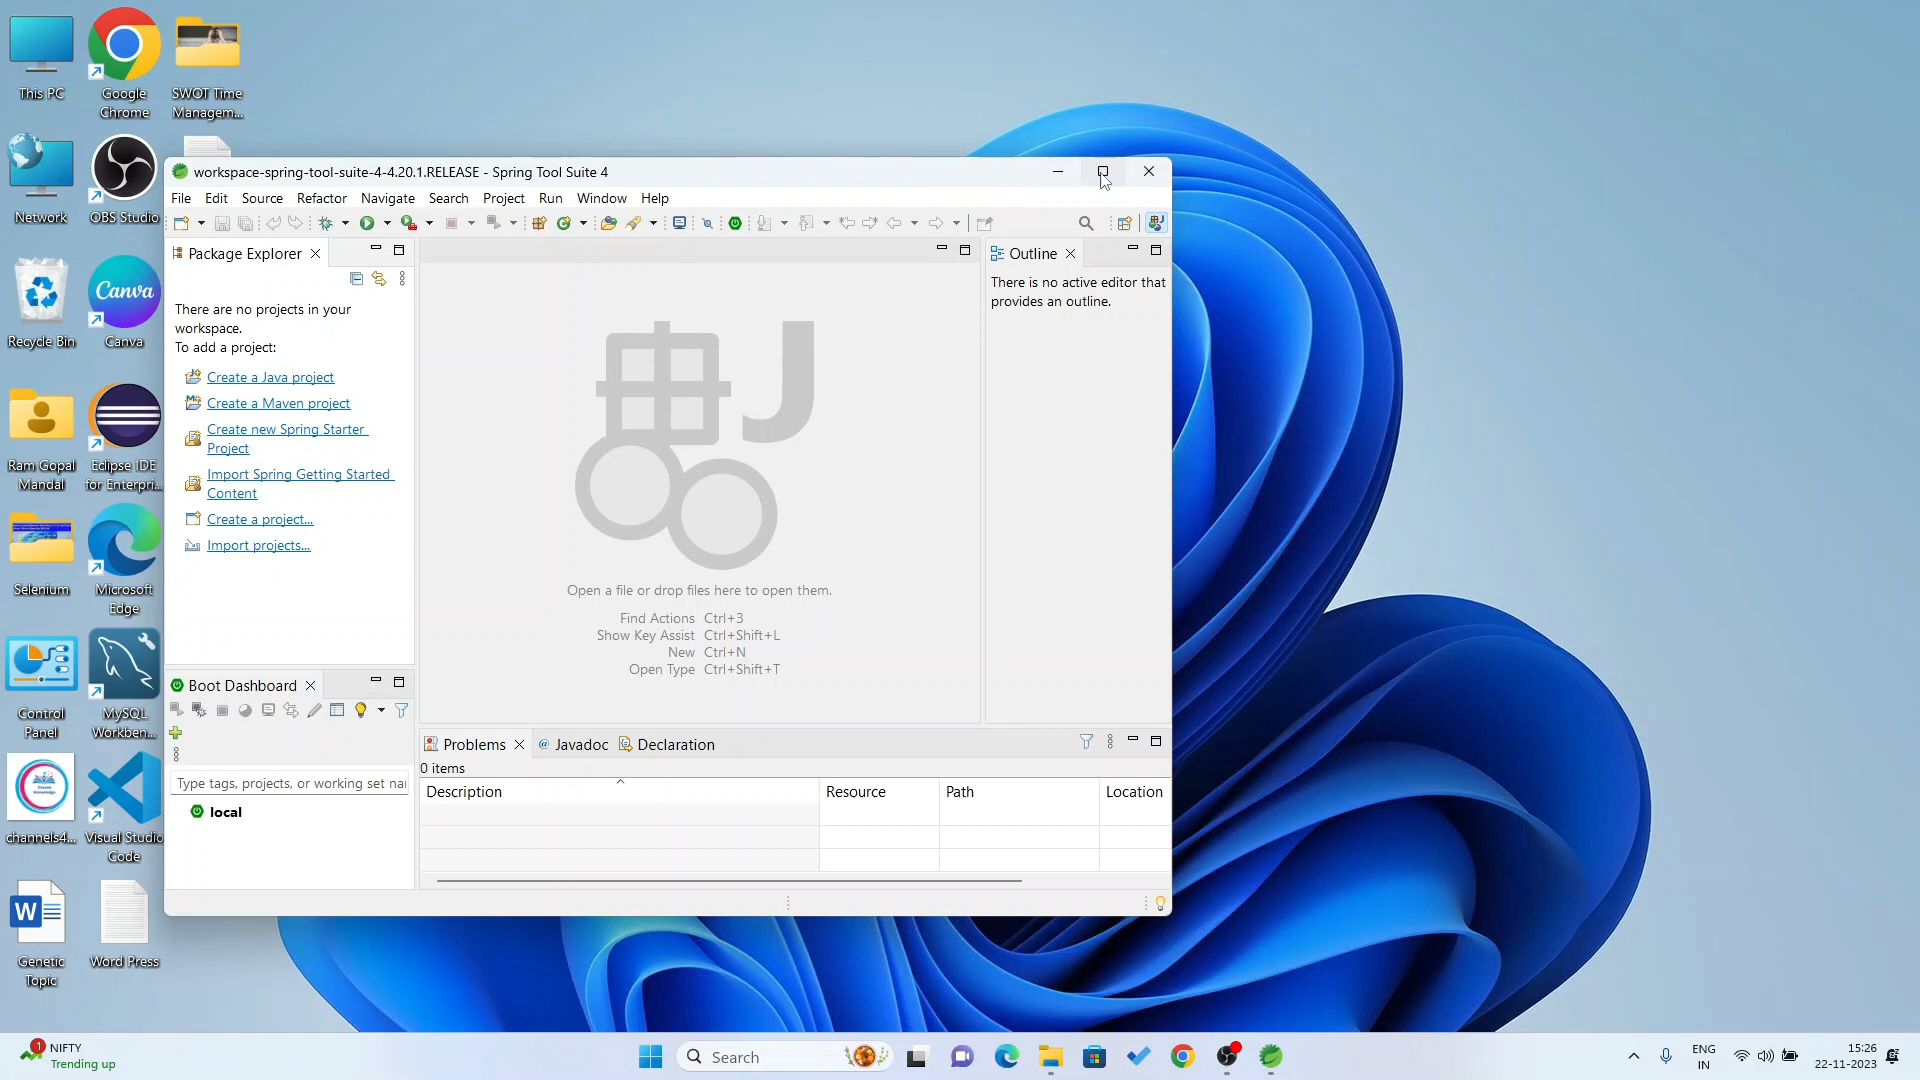 This PC
Google
Chrome
SWOT Time
Managem...
Network
OBS Studio
Recycle Bin
Canva
Canva
Ram Gopal
Mandal
Eclipse IDE
for Enterpri...
Selenium
Microsoft
Edge
Control
Panel
MySQL
Workben...
channels4...
Visual Studio
Code
Genetic
Topic
Word Press
workspace-spring-tool-suite-4-4.20.1.RELEASE - Spring Tool Suite 4
File Edit Source Refactor Navigate Search Project Run Window Help
Package Explorer
There are no projects in your
workspace.
To add a project:
Create a Java project
Create a Maven project
Create new Spring Starter
Project
Import Spring Getting Started
Content
Create a project...
Import projects...
Open a file or drop files here to open them.
Find Actions Ctrl+3
Show Key Assist Ctrl+Shift+L
New Ctrl+N
Open Type Ctrl+Shift+T
Outline
There is no active editor that
provides an outline.
Boot Dashboard
Type tags, projects, or working set nar
local
Problems @ Javadoc Declaration
0 items
Description Resource Path Location
1
NIFTY
Trending up
Search
ENG
IN
15:26
22-11-2023